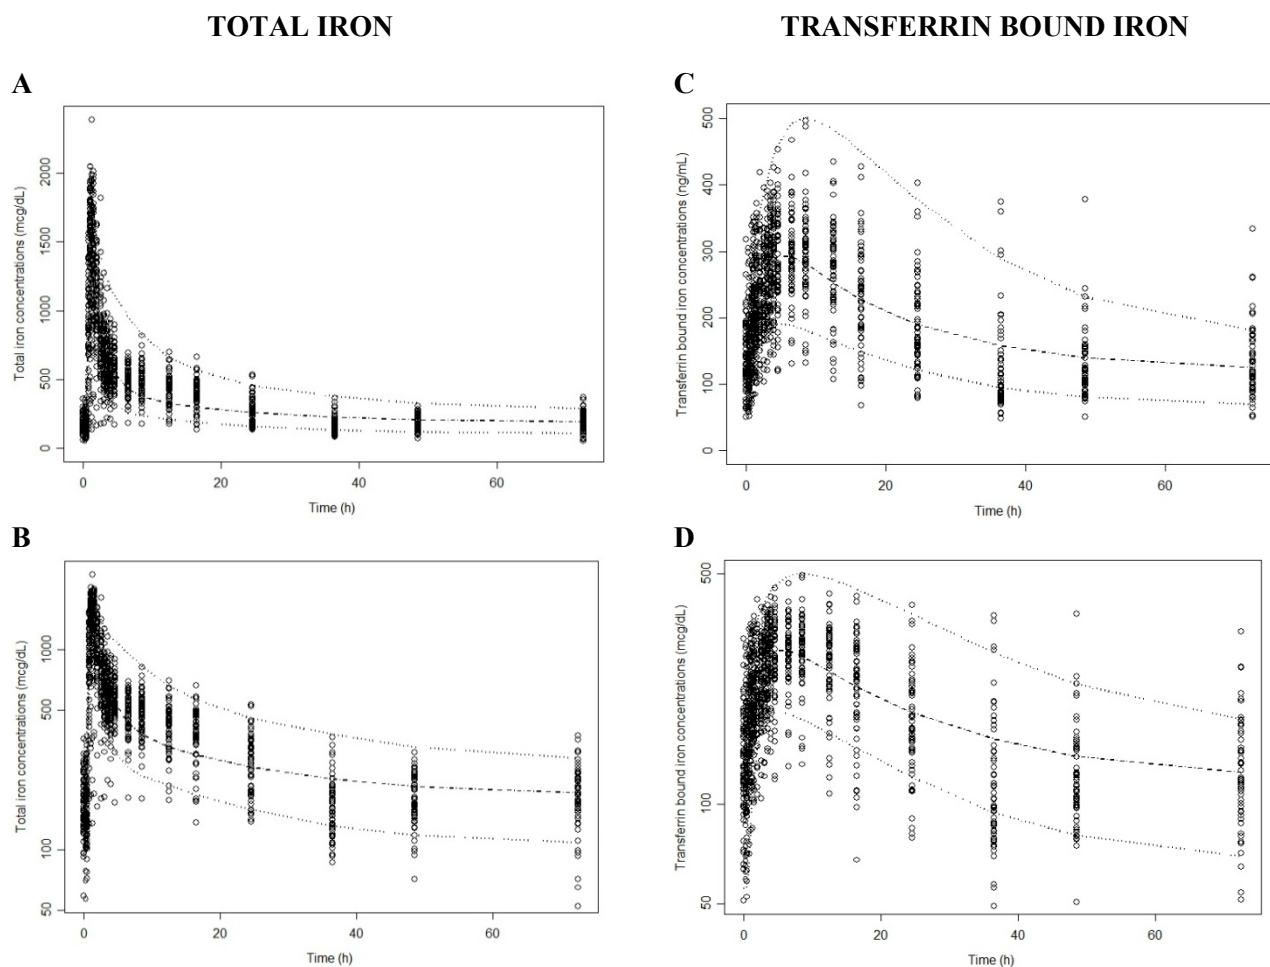 TOTAL IRON
TRANSFERRIN BOUND IRON
A
Total iron concentrations (mcg/dL)
2000
1500
1000
500
0
0 20 40 60
Time (h)
C
Transferrin bound iron concentrations (ng/mL)
500
400
300
200
100
0
0 20 40 60
Time (h)
B
Total iron concentrations (mcg/dL)
1000
500
100
50
0 20 40 60
Time (h)
D
Transferrin bound iron concentrations (mcg/dL)
500
100
50
0 20 40 60
Time (h)